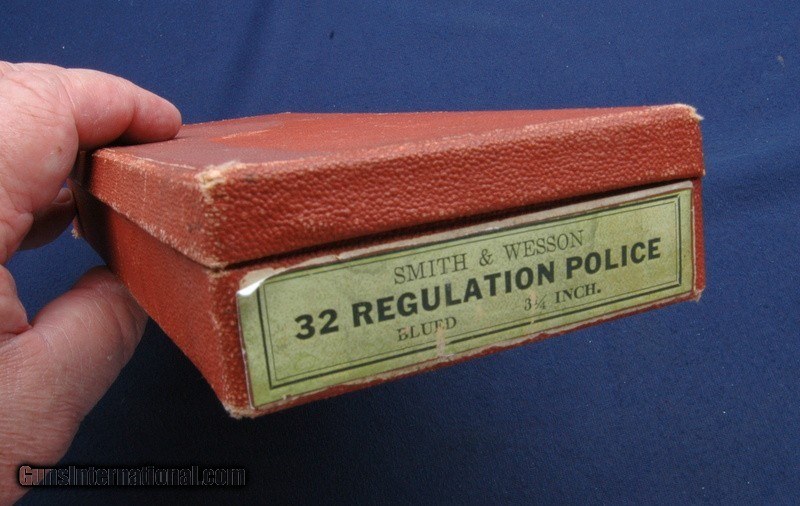 SMITH & WESSON
32 REGULATION POLICE
BLUED 3¼ INCH.
GunsInternational.com